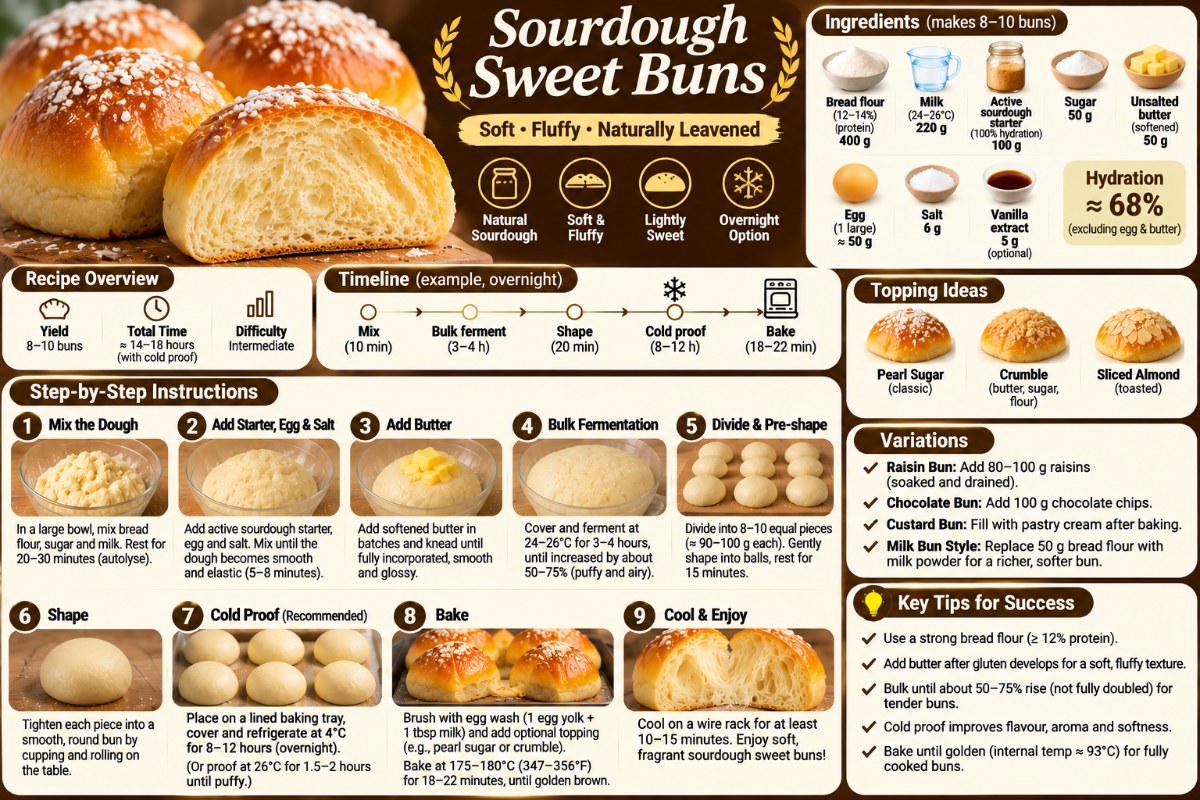 Sourdough
Sweet Buns
Soft • Fluffy • Naturally Leavened
Natural
Sourdough
Soft &
Fluffy
Lightly
Sweet
Overnight
Option
Ingredients (makes 8–10 buns)
Bread flour
(12–14%)
(protein)
400 g
Milk
(24–26°C)
220 g
Active
sourdough
starter
(100% hydration)
100 g
Sugar
50 g
Unsalted
butter
(softened)
50 g
Egg
(1 large)
≈ 50 g
Salt
6 g
Vanilla
extract
5 g
(optional)
Hydration
≈ 68%
(excluding egg & butter)
Recipe Overview
Yield
8–10 buns
Total Time
≈ 14–18 hours
(with cold proof)
Difficulty
Intermediate
Timeline (example, overnight)
Mix
(10 min)
Bulk ferment
(3–4 h)
Shape
(20 min)
Cold proof
(8–12 h)
Bake
(18–22 min)
Topping Ideas
Pearl Sugar
(classic)
Crumble
(butter, sugar,
flour)
Sliced Almond
(toasted)
Step-by-Step Instructions
1 Mix the Dough
In a large bowl, mix bread
flour, sugar and milk. Rest for
20–30 minutes (autolyse).
2 Add Starter, Egg & Salt
Add active sourdough starter,
egg and salt. Mix until the
dough becomes smooth
and elastic (5–8 minutes).
3 Add Butter
Add softened butter in
batches and knead until
fully incorporated, smooth
and glossy.
4 Bulk Fermentation
Cover and ferment at
24–26°C for 3–4 hours,
until increased by about
50–75% (puffy and airy).
5 Divide & Pre-shape
Divide into 8–10 equal pieces
(≈ 90–100 g each). Gently
shape into balls, rest for
15 minutes.
6 Shape
Tighten each piece into a
smooth, round bun by
cupping and rolling on
the table.
7 Cold Proof (Recommended)
Place on a lined baking tray,
cover and refrigerate at 4°C
for 8–12 hours (overnight).
(Or proof at 26°C for 1.5–2 hours
until puffy.)
8 Bake
Brush with egg wash (1 egg yolk +
1 tbsp milk) and add optional topping
(e.g., pearl sugar or crumble).
Bake at 175–180°C (347–356°F)
for 18–22 minutes, until golden brown.
9 Cool & Enjoy
Cool on a wire rack for at least
10–15 minutes. Enjoy soft,
fragrant sourdough sweet buns!
Variations
Raisin Bun: Add 80–100 g raisins
(soaked and drained).
Chocolate Bun: Add 100 g chocolate chips.
Custard Bun: Fill with pastry cream after baking.
Milk Bun Style: Replace 50 g bread flour with
milk powder for a richer, softer bun.
Key Tips for Success
Use a strong bread flour (≥ 12% protein).
Add butter after gluten develops for a soft, fluffy texture.
Bulk until about 50–75% rise (not fully doubled) for
tender buns.
Cold proof improves flavour, aroma and softness.
Bake until golden (internal temp ≈ 93°C) for fully
cooked buns.